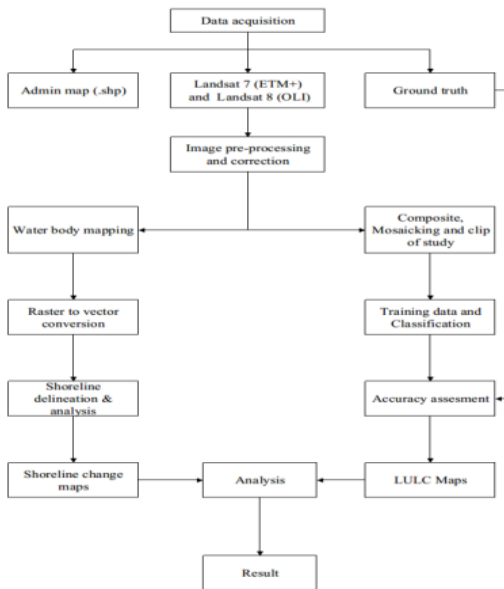 Data acquisition
Admin map (.shp)
Landsat 7 (ETM+)
and Landsat 8 (OLI)
Ground truth
Image pre-processing
and correction
Water body mapping
Composite,
Mosaicking and clip
of study
Raster to vector
conversion
Training data and
Classification
Shoreline
delineation &
analysis
Accuracy assesment
Shoreline change
maps
Analysis
LULC Maps
Result